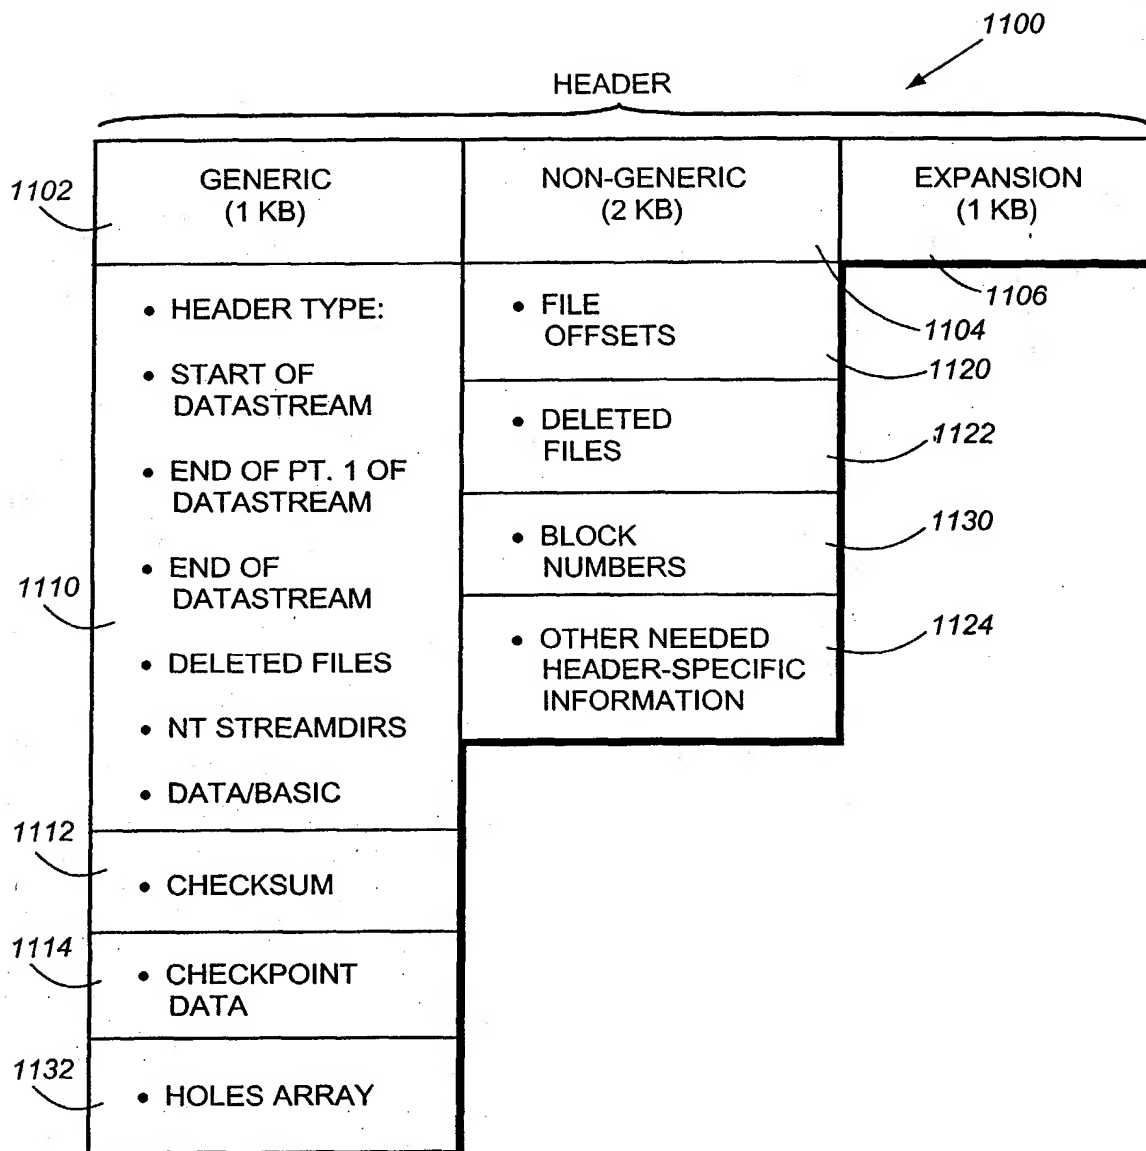 1100
HEADER
1102
GENERIC
(1 KB)
NON-GENERIC
(2 KB)
EXPANSION
(1 KB)
1106
1104
1110
• HEADER TYPE:
• START OF
DATASTREAM
• END OF PT. 1 OF
DATASTREAM
• END OF
DATASTREAM
• DELETED FILES
• NT STREAMDIRS
• DATA/BASIC
1112
• CHECKSUM
1114
• CHECKPOINT
DATA
1132
• HOLES ARRAY
• FILE
OFFSETS
1120
• DELETED
FILES
1122
• BLOCK
NUMBERS
1130
• OTHER NEEDED
HEADER-SPECIFIC
INFORMATION
1124